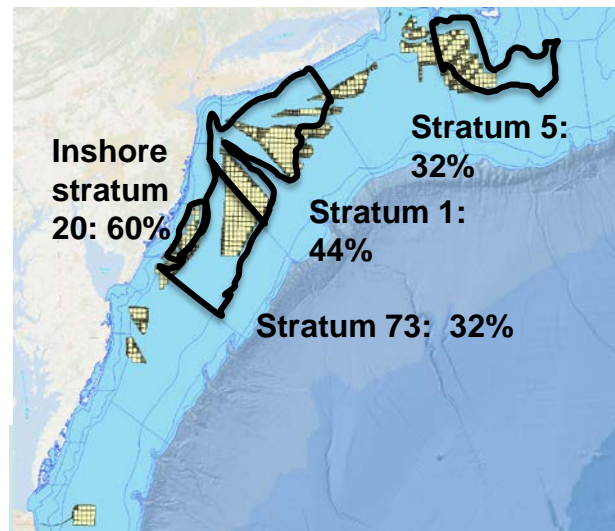 Inshore
stratum
20: 60%
Stratum 5:
32%
Stratum 1:
44%
Stratum 73:  32%